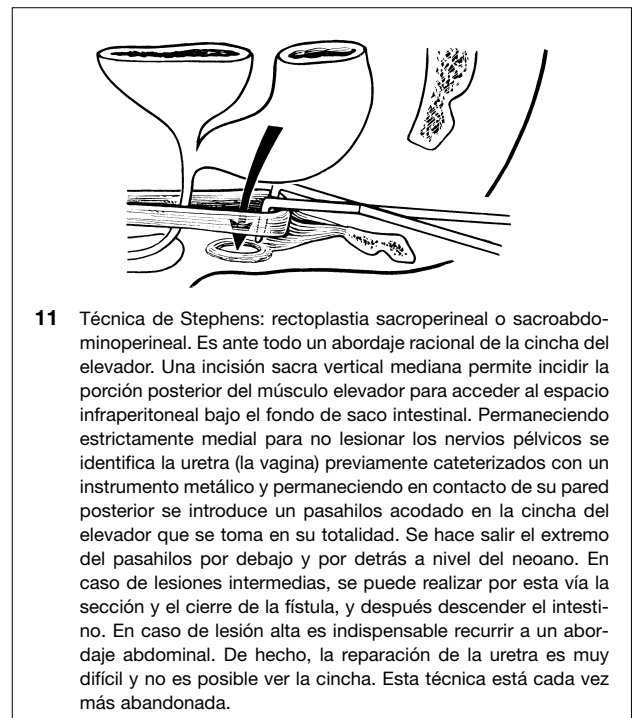 11 Técnica de Stephens: rectoplastia sacroperineal o sacroabdo-
minoperineal. Es ante todo un abordaje racional de la cincha del
elevador. Una incisión sacra vertical mediana permite incidir la
porción posterior del músculo elevador para acceder al espacio
infraperitoneal bajo el fondo de saco intestinal. Permaneciendo
estrictamente medial para no lesionar los nervios pélvicos se
identifica la uretra (la vagina) previamente cateterizados con un
instrumento metálico y permaneciendo en contacto de su pared
posterior se introduce un pasahilos acodado en la cincha del
elevador que se toma en su totalidad. Se hace salir el extremo
del pasahilos por debajo y por detrás a nivel del neoano. En
caso de lesiones intermedias, se puede realizar por esta vía la
sección y el cierre de la fístula, y después descender el intesti-
no. En caso de lesión alta es indispensable recurrir a un abor-
daje abdominal. De hecho, la reparación de la uretra es muy
difícil y no es posible ver la cincha. Esta técnica está cada vez
más abandonada.